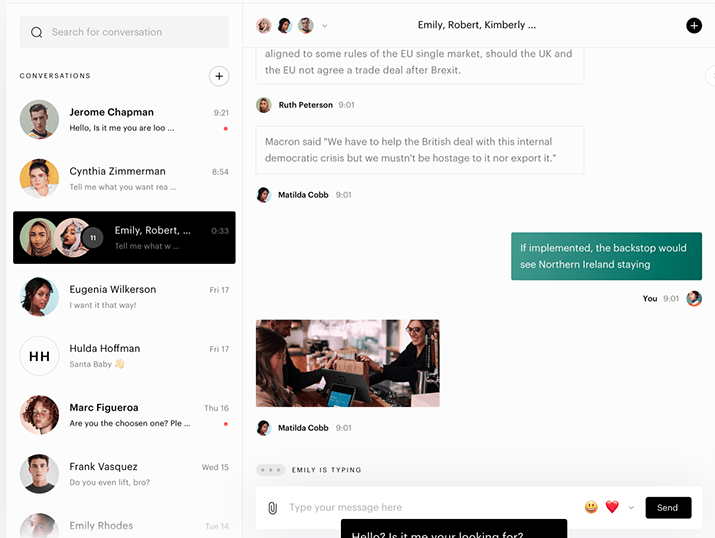 Search for conversation
CONVERSATIONS
+
Jerome Chapman 9:21
Hello, Is it me you are loo ...
Cynthia Zimmerman 8:54
Tell me what you want rea ...
11
Emily, Robert, ... 0:33
Tell me what w ...
Eugenia Wilkerson Fri 17
I want it that way!
HH
Hulda Hoffman Fri 17
Santa Baby 👋
Marc Figueroa Thu 16
Are you the choosen one? Ple ...
Frank Vasquez Wed 15
Do you even lift, bro?
Emily Rhodes Tue 14
Emily, Robert, Kimberly ...
+
aligned to some rules of the EU single market, should the UK and
the EU not agree a trade deal after Brexit.
Ruth Peterson 9:01
Macron said "We have to help the British deal with this internal
democratic crisis but we mustn't be hostage to it nor export it."
Matilda Cobb 9:01
If implemented, the backstop would
see Northern Ireland staying
You 9:01
Matilda Cobb 9:01
EMILY IS TYPING
Type your message here 😃 ❤️ Send
Hello? Is it me your looking for?